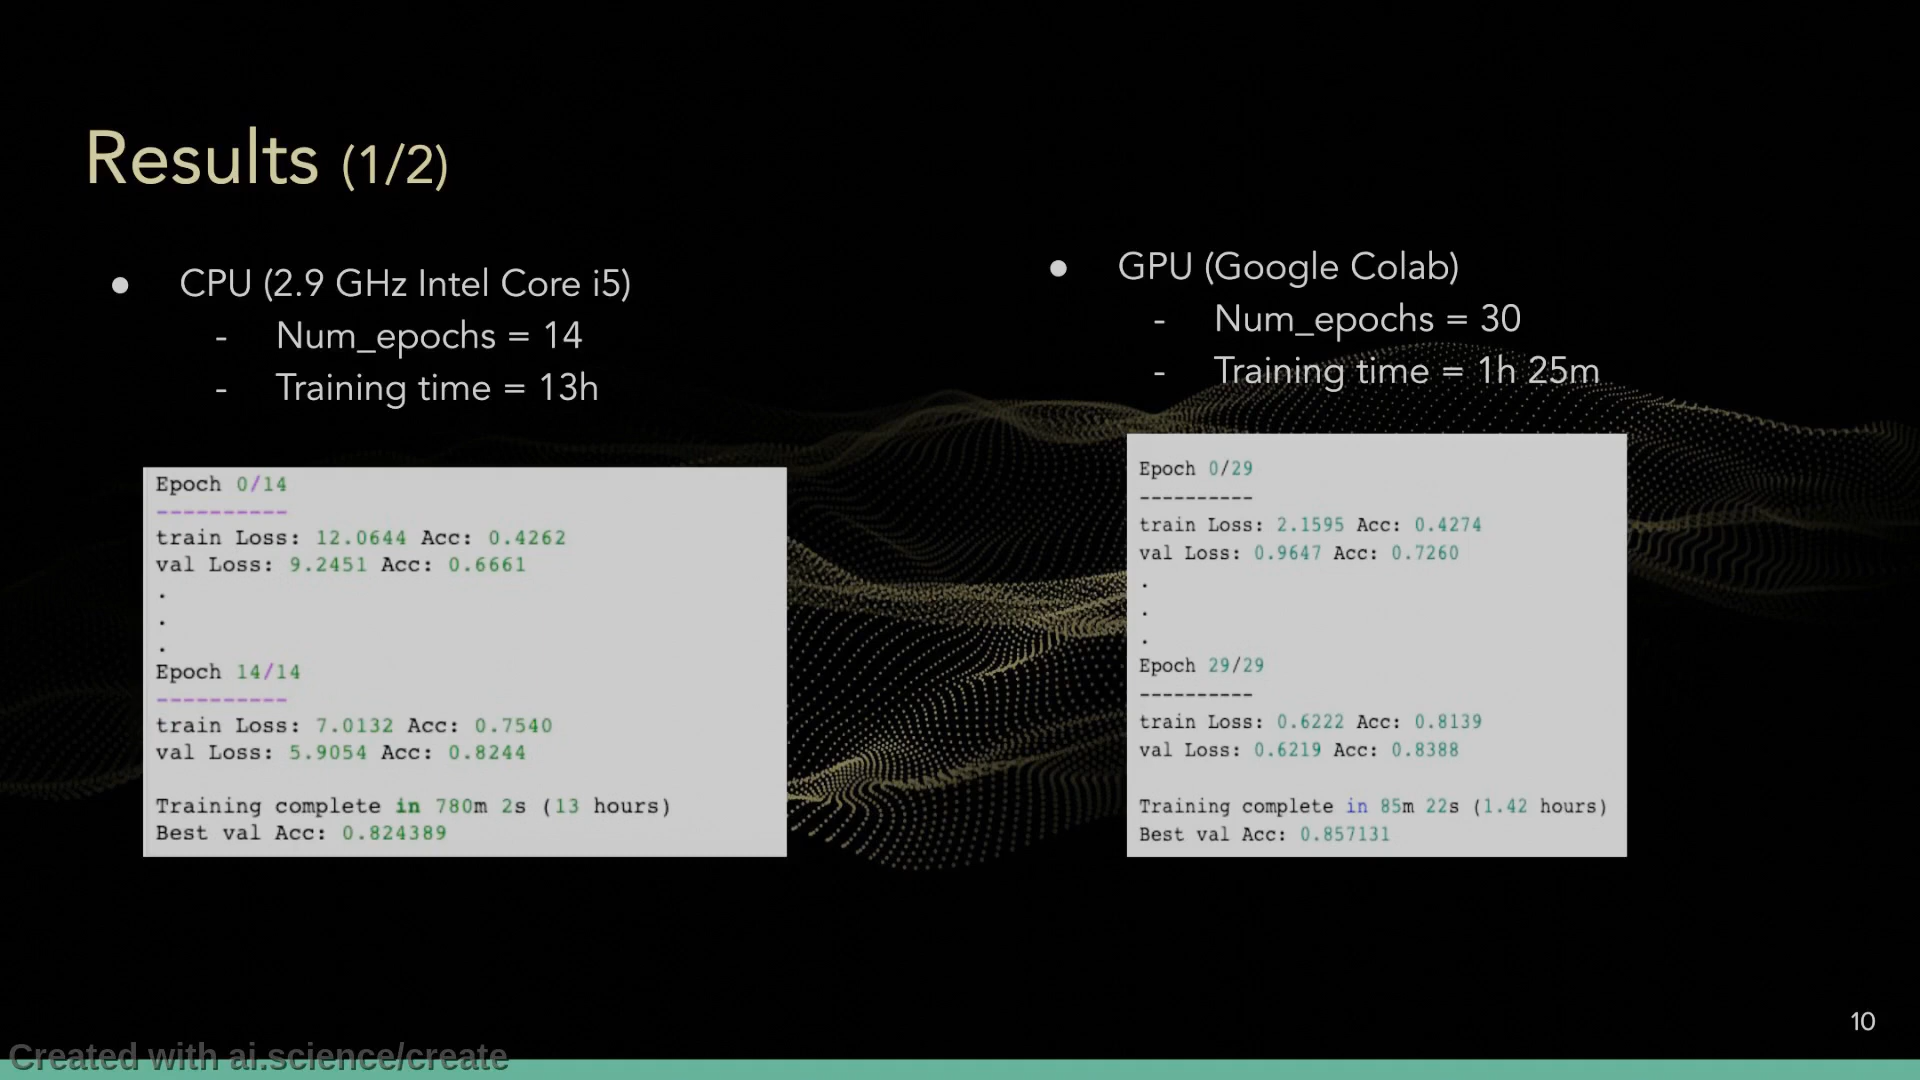 Results (1/2)
● CPU (2.9 GHz Intel Core i5)
- Num_epochs = 14
- Training time = 13h
Epoch 0/14
----------
train Loss: 12.0644 Acc: 0.4262
val Loss: 9.2451 Acc: 0.6661
.
.
.
Epoch 14/14
----------
train Loss: 7.0132 Acc: 0.7540
val Loss: 5.9054 Acc: 0.8244
Training complete in 780m 2s (13 hours)
Best val Acc: 0.824389
● GPU (Google Colab)
- Num_epochs = 30
- Training time = 1h 25m
Epoch 0/29
----------
train Loss: 2.1595 Acc: 0.4274
val Loss: 0.9647 Acc: 0.7260
.
.
.
Epoch 29/29
----------
train Loss: 0.6222 Acc: 0.8139
val Loss: 0.6219 Acc: 0.8388
Training complete in 85m 22s (1.42 hours)
Best val Acc: 0.857131
10
Created with ai.science/create